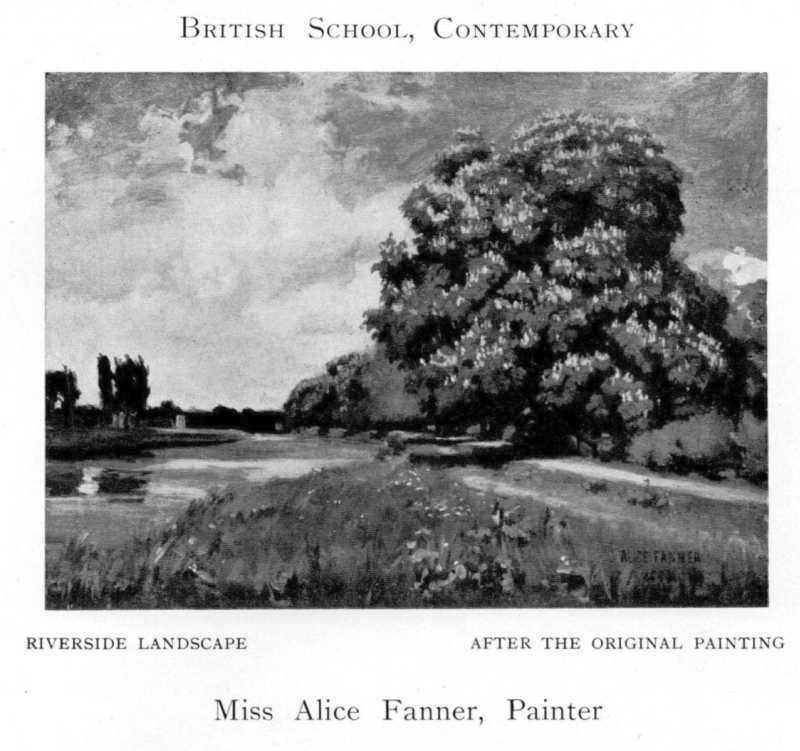 British School, Contemporary
ALICE FANNER
RIVERSIDE LANDSCAPE
AFTER THE ORIGINAL PAINTING
Miss Alice Fanner, Painter